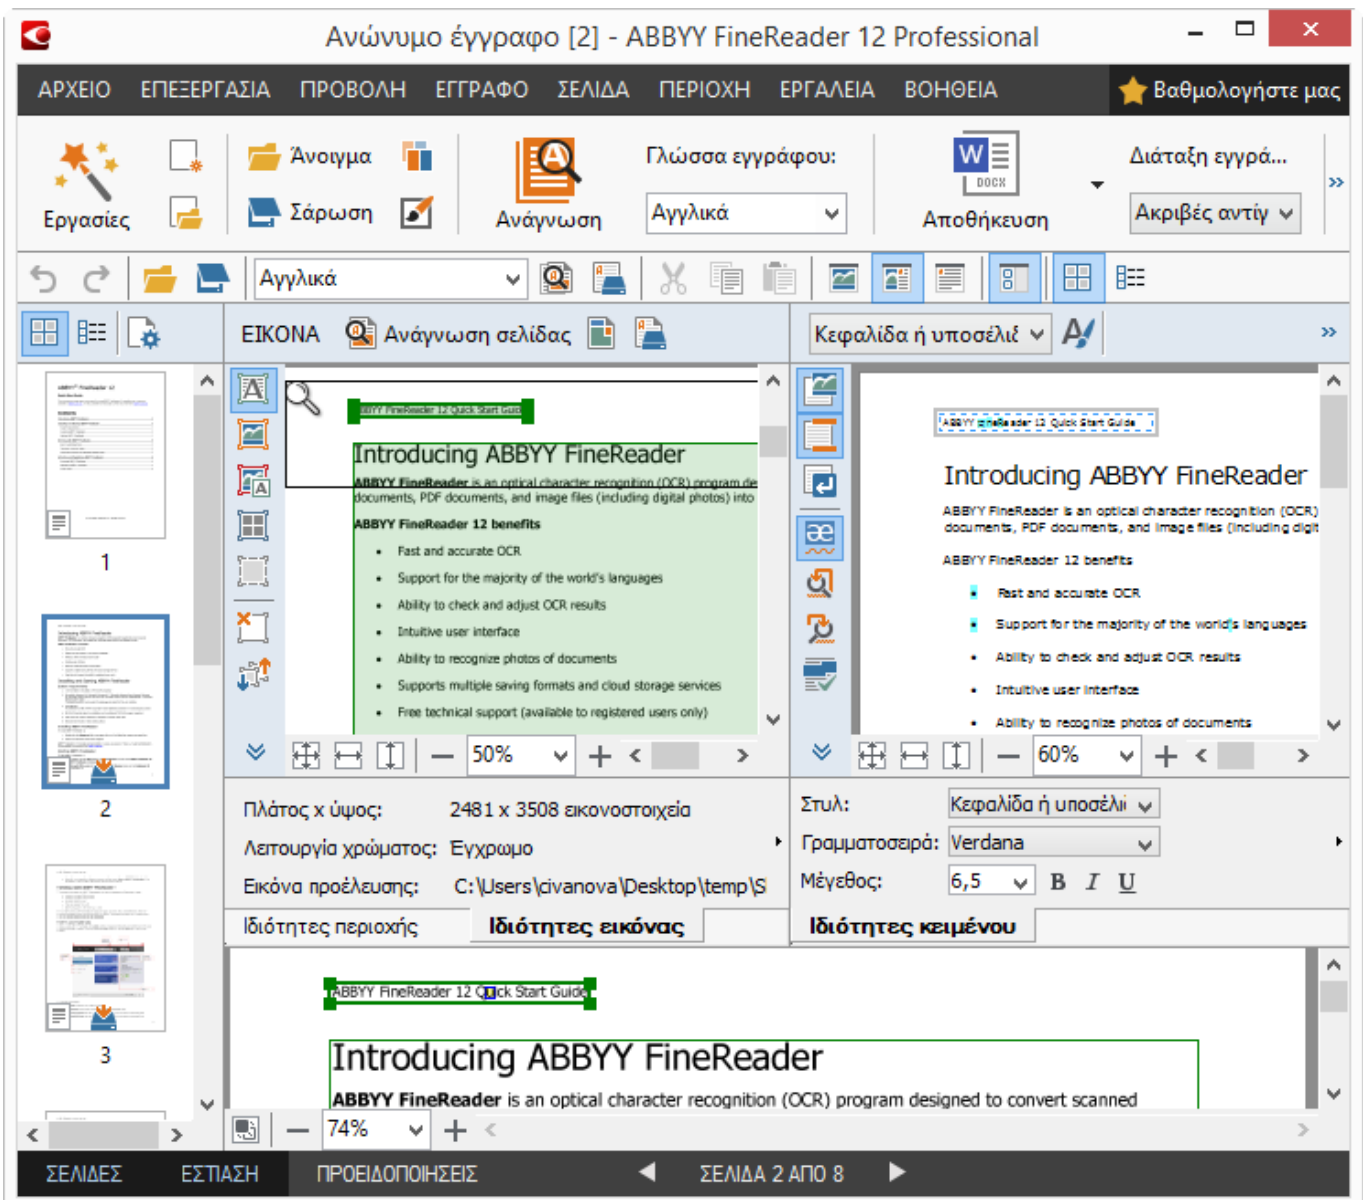 Ανώνυμο έγγραφο [2] - ABBYY FineReader 12 Professional
ΑΡΧΕΙΟ ΕΠΕΞΕΡΓΑΣΙΑ ΠΡΟΒΟΛΗ ΕΓΓΡΑΦΟ ΣΕΛΙΔΑ ΠΕΡΙΟΧΗ ΕΡΓΑΛΕΙΑ ΒΟΗΘΕΙΑ Βαθμολογήστε μας
Εργασίες
Άνοιγμα
Σάρωση
Ανάγνωση
Γλώσσα εγγράφου:
Αγγλικά
DOCX
Αποθήκευση
Διάταξη εγγρά...
Ακριβές αντίγ
Αγγλικά
ΕΙΚΟΝΑ Ανάγνωση σελίδας
Κεφαλίδα ή υποσέλιδ
1
2
3
ABBYY FineReader 12 Quick Start Guid
Introducing ABBYY FineReader
ABBYY FineReader is an optical character recognition (OCR) program de
documents, PDF documents, and image files (including digital photos) into
ABBYY FineReader 12 benefits
• Fast and accurate OCR
• Support for the majority of the world's languages
• Ability to check and adjust OCR results
• Intuitive user interface
• Ability to recognize photos of documents
• Supports multiple saving formats and cloud storage services
• Free technical support (available to registered users only)
50%
ABBYY FineReader 12 Quick Start Guide
Introducing ABBYY FineReader
ABBYY FineReader is an optical character recognition (OCR)
documents, PDF documents, and image files (including digit
ABBYY FineReader 12 benefits
• Fast and accurate OCR
• Support for the majority of the world's languages
• Ability to check and adjust OCR results
• Intuitive user interface
• Ability to recognize photos of documents
60%
Πλάτος x ύψος: 2481 x 3508 εικονοστοιχεία
Λειτουργία χρώματος: Έγχρωμο
Εικόνα προέλευσης: C:\Users\civanova\Desktop\temp\S
Ιδιότητες περιοχής Ιδιότητες εικόνας
Στυλ: Κεφαλίδα ή υποσέλι
Γραμματοσειρά: Verdana
Μέγεθος: 6,5 B I U
Ιδιότητες κειμένου
ABBYY FineReader 12 Quick Start Guide
Introducing ABBYY FineReader
ABBYY FineReader is an optical character recognition (OCR) program designed to convert scanned
74%
ΣΕΛΙΔΕΣ ΕΣΤΙΑΣΗ ΠΡΟΕΙΔΟΠΟΙΗΣΕΙΣ ΣΕΛΙΔΑ 2 ΑΠΟ 8